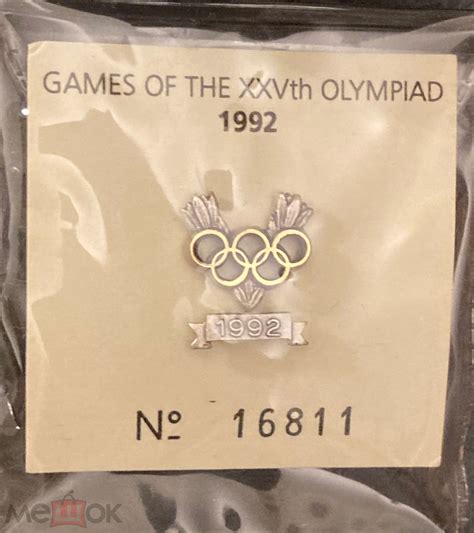 GAMES OF THE XXVth OLYMPIAD
1992
1992
Nº 16811
мешок